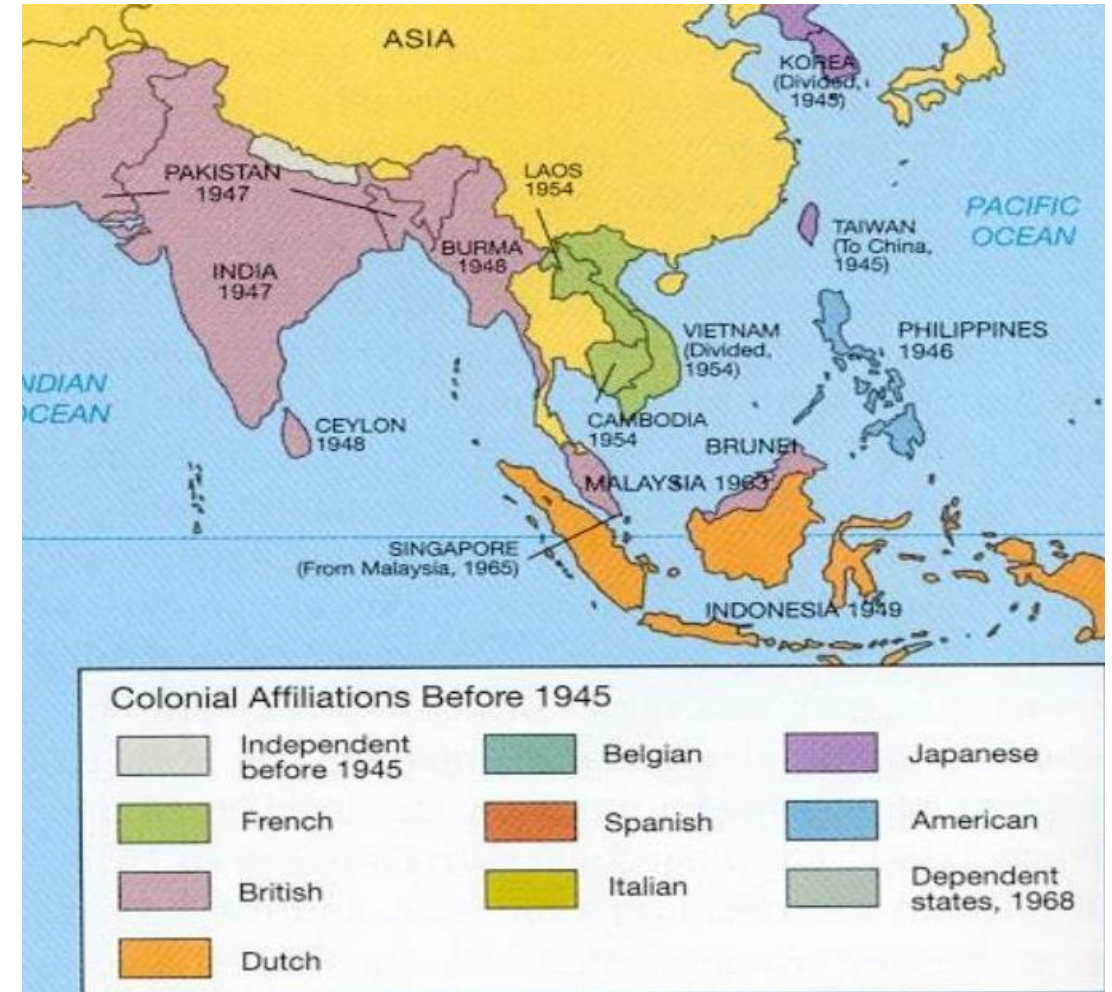 ASIA
KOREA
(Divided,
1945)
PAKISTAN
1947
LAOS
1954
PACIFIC
OCEAN
TAIWAN
(To China,
1945)
BURMA
1948
INDIA
1947
VIETNAM
(Divided,
1954)
PHILIPPINES
1946
NDIAN
OCEAN
CEYLON
1948
CAMBODIA
1954
BRUNEI
MALAYSIA 1963
SINGAPORE
(From Malaysia, 1965)
INDONESIA 1949
Colonial Affiliations Before 1945
Independent
before 1945
Belgian
Japanese
French
Spanish
American
British
Italian
Dependent
states, 1968
Dutch